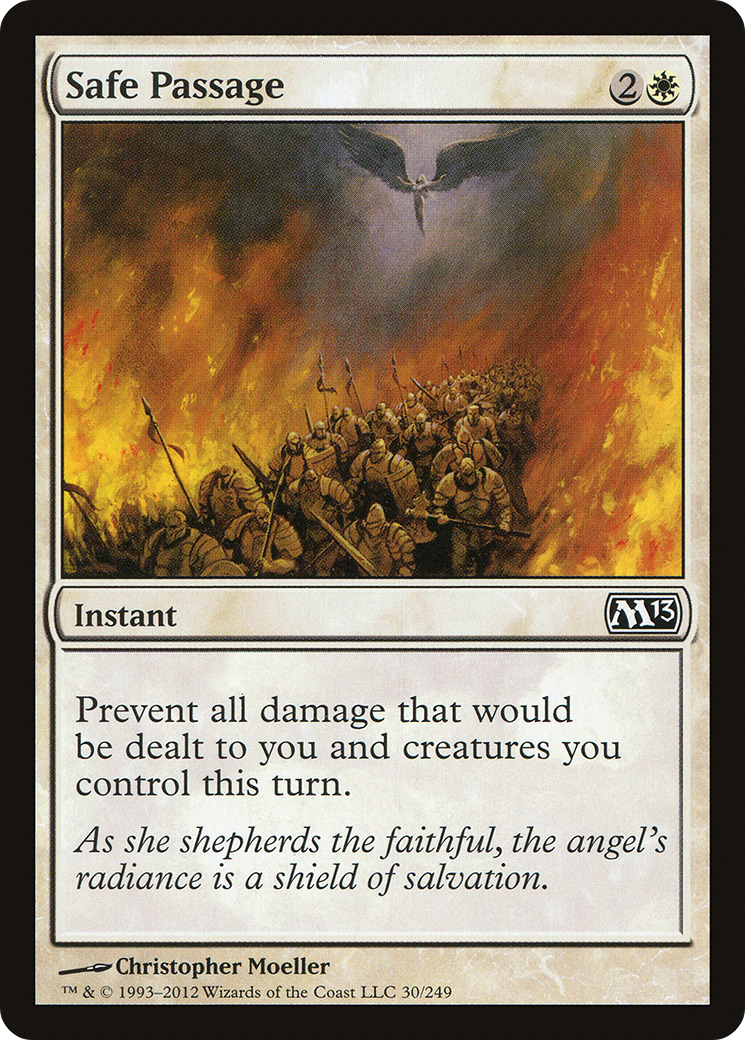 Safe Passage 2
Instant M13
Prevent all damage that would
be dealt to you and creatures you
control this turn.
As she shepherds the faithful, the angel's
radiance is a shield of salvation.
Christopher Moeller
™ & © 1993–2012 Wizards of the Coast LLC 30/249